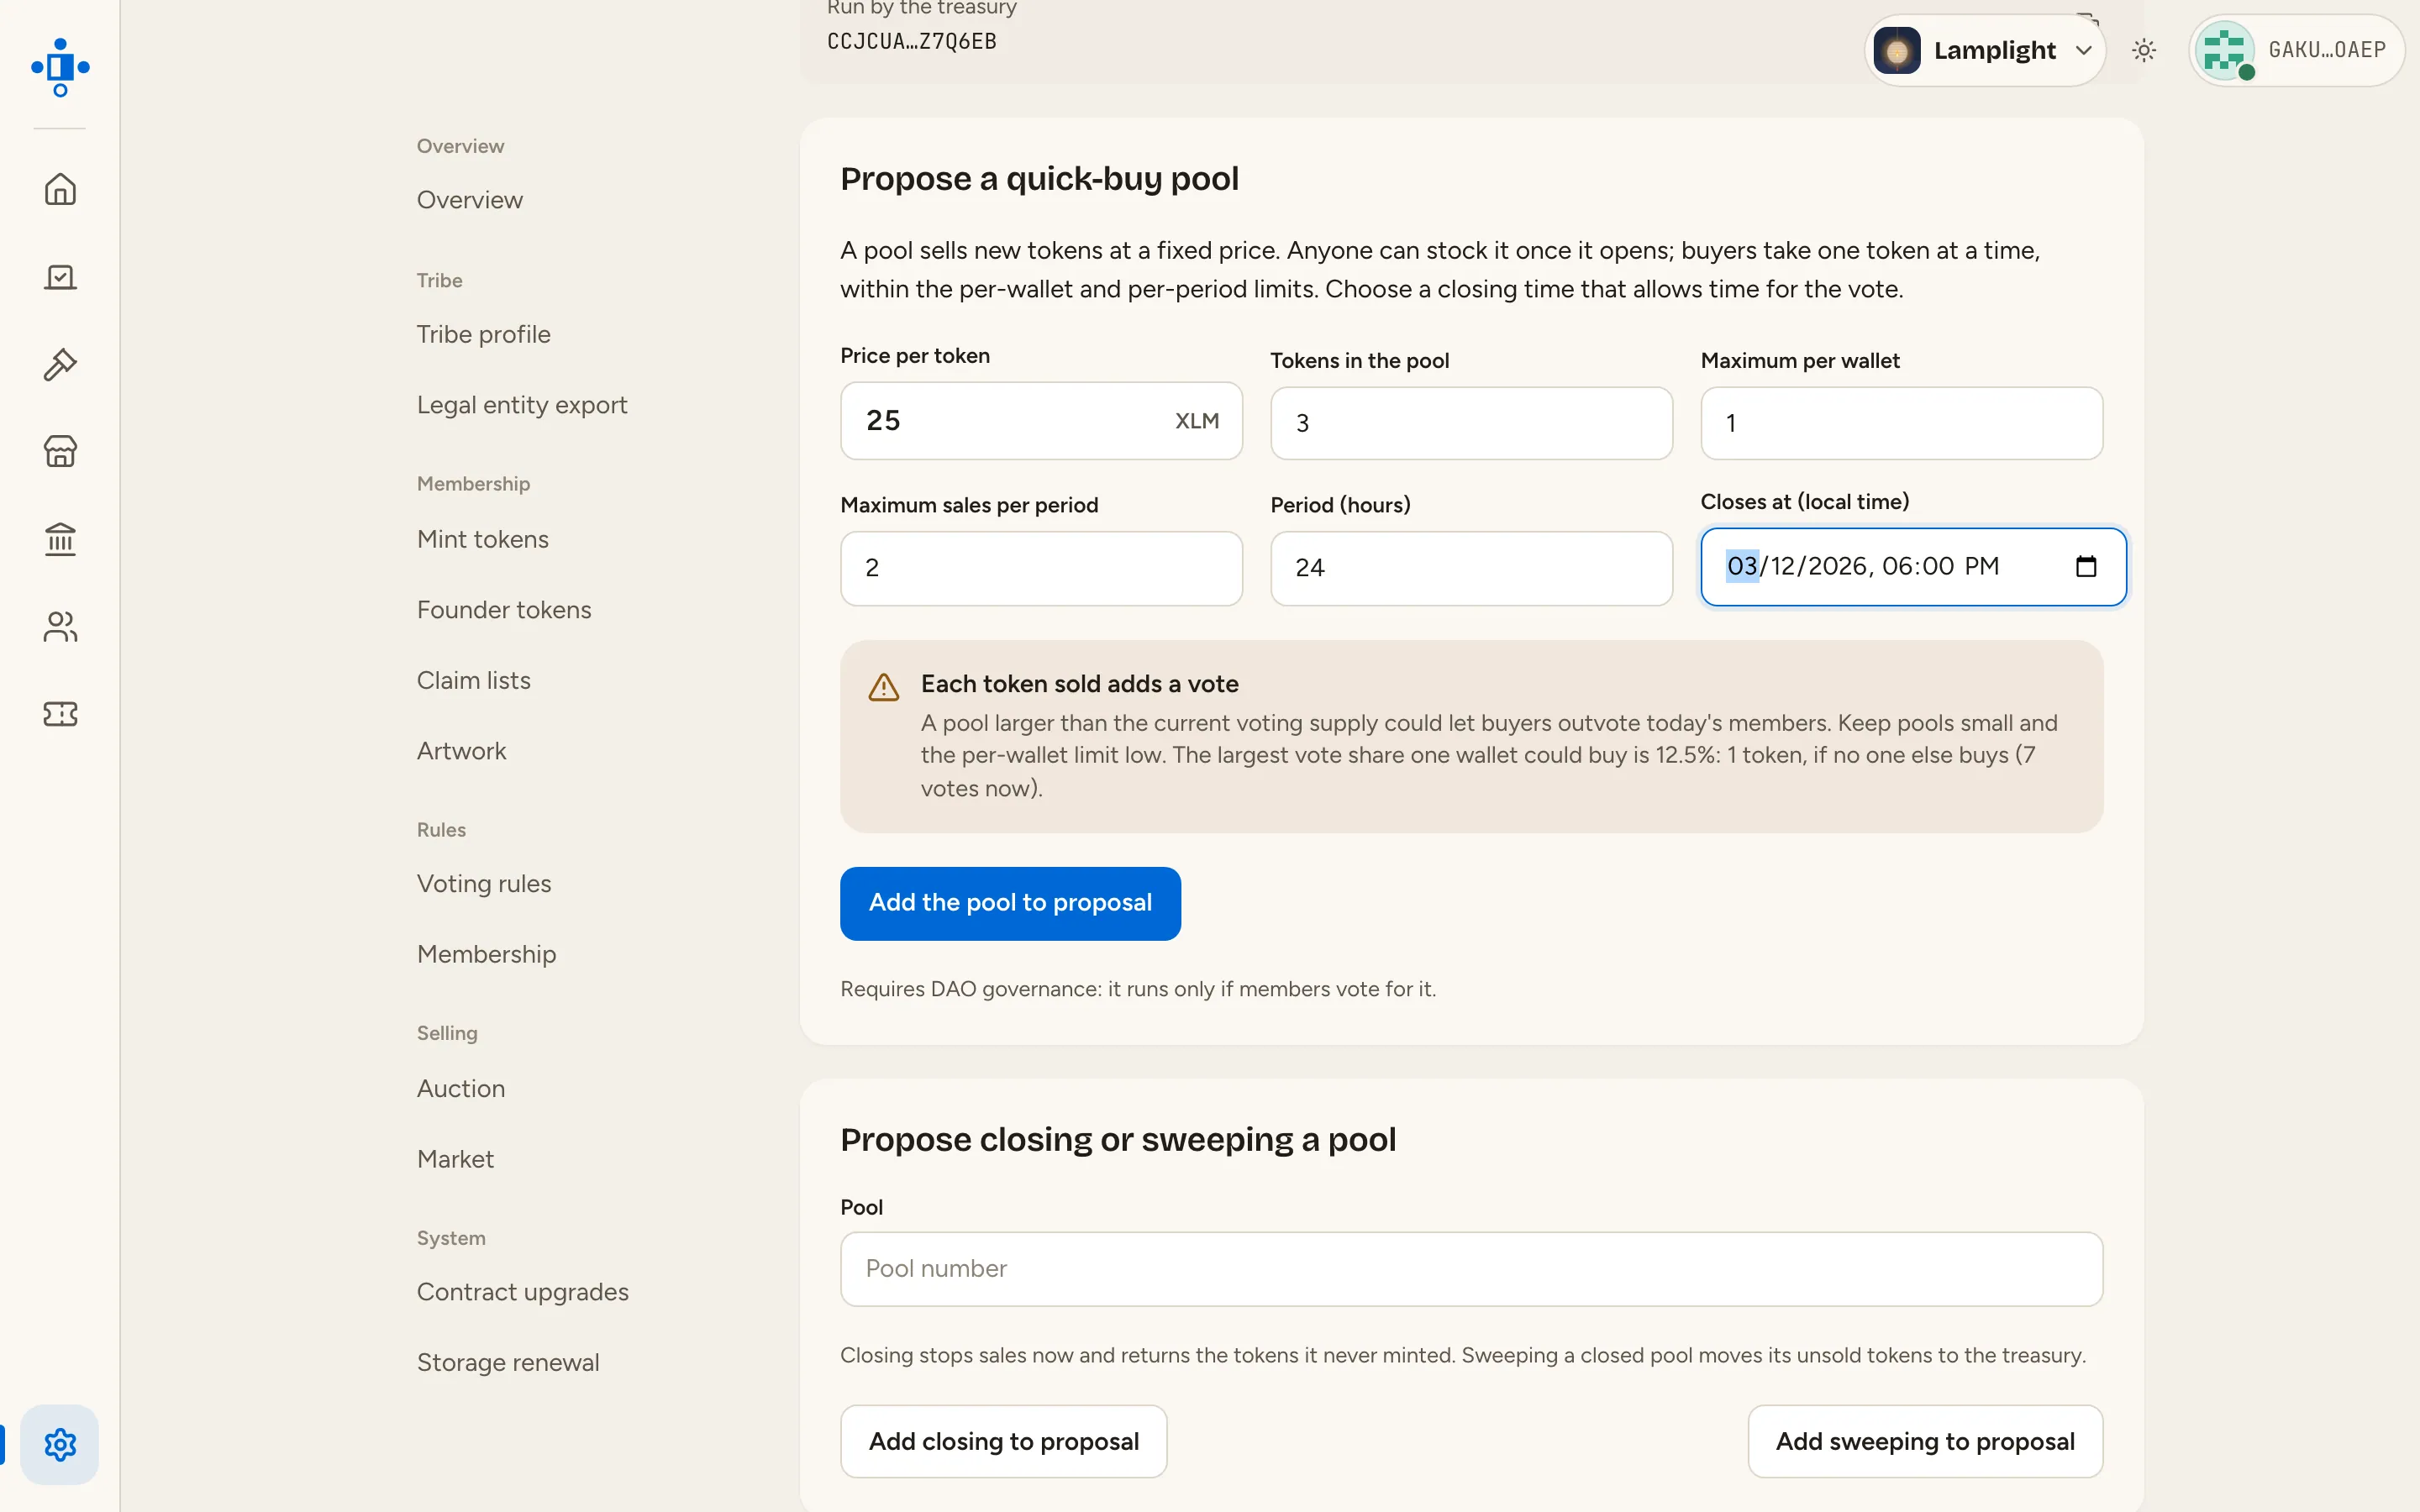 Run by the treasury
CCJCUA...Z7Q6EB
Lamplight
GAKU...OAEP
Overview
Overview
Tribe
Tribe profile
Legal entity export
Membership
Mint tokens
Founder tokens
Claim lists
Artwork
Rules
Voting rules
Membership
Selling
Auction
Market
System
Contract upgrades
Storage renewal
Propose a quick-buy pool
A pool sells new tokens at a fixed price. Anyone can stock it once it opens; buyers take one token at a time,
within the per-wallet and per-period limits. Choose a closing time that allows time for the vote.
Price per token
25 XLM
Tokens in the pool
3
Maximum per wallet
1
Maximum sales per period
2
Period (hours)
24
Closes at (local time)
03/12/2026, 06:00 PM
Each token sold adds a vote
A pool larger than the current voting supply could let buyers outvote today's members. Keep pools small and
the per-wallet limit low. The largest vote share one wallet could buy is 12.5%: 1 token, if no one else buys (7
votes now).
Add the pool to proposal
Requires DAO governance: it runs only if members vote for it.
Propose closing or sweeping a pool
Pool
Pool number
Closing stops sales now and returns the tokens it never minted. Sweeping a closed pool moves its unsold tokens to the treasury.
Add closing to proposal
Add sweeping to proposal